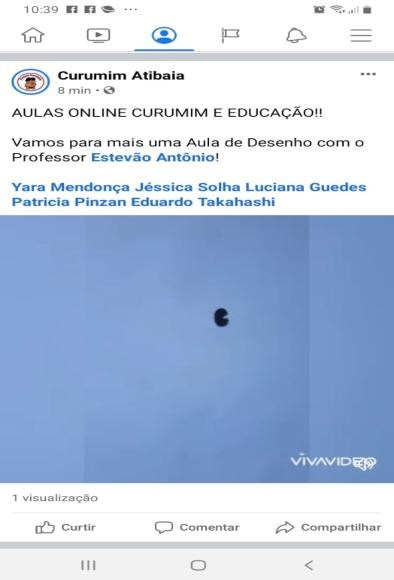 10:39
Curumim Atibaia
8 min
AULAS ONLINE CURUMIM E EDUCAÇÃO!!
Vamos para mais uma Aula de Desenho com o
Professor Estevão Antônio!
Yara Mendonça Jéssica Solha Luciana Guedes
Patricia Pinzan Eduardo Takahashi
VIVAVIDEO
1 visualização
Curtir
Comentar
Compartilhar